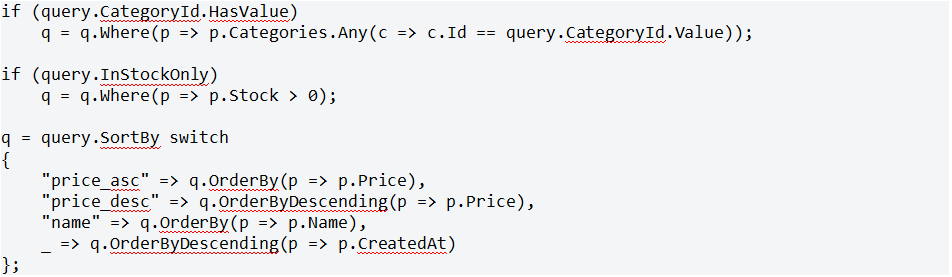 if (query.CategoryId.HasValue)
    q = q.Where(p => p.Categories.Any(c => c.Id == query.CategoryId.Value));

if (query.InStockOnly)
    q = q.Where(p => p.Stock > 0);

q = query.SortBy switch
{
    "price_asc" => q.OrderBy(p => p.Price),
    "price_desc" => q.OrderByDescending(p => p.Price),
    "name" => q.OrderBy(p => p.Name),
    _ => q.OrderByDescending(p => p.CreatedAt)
};